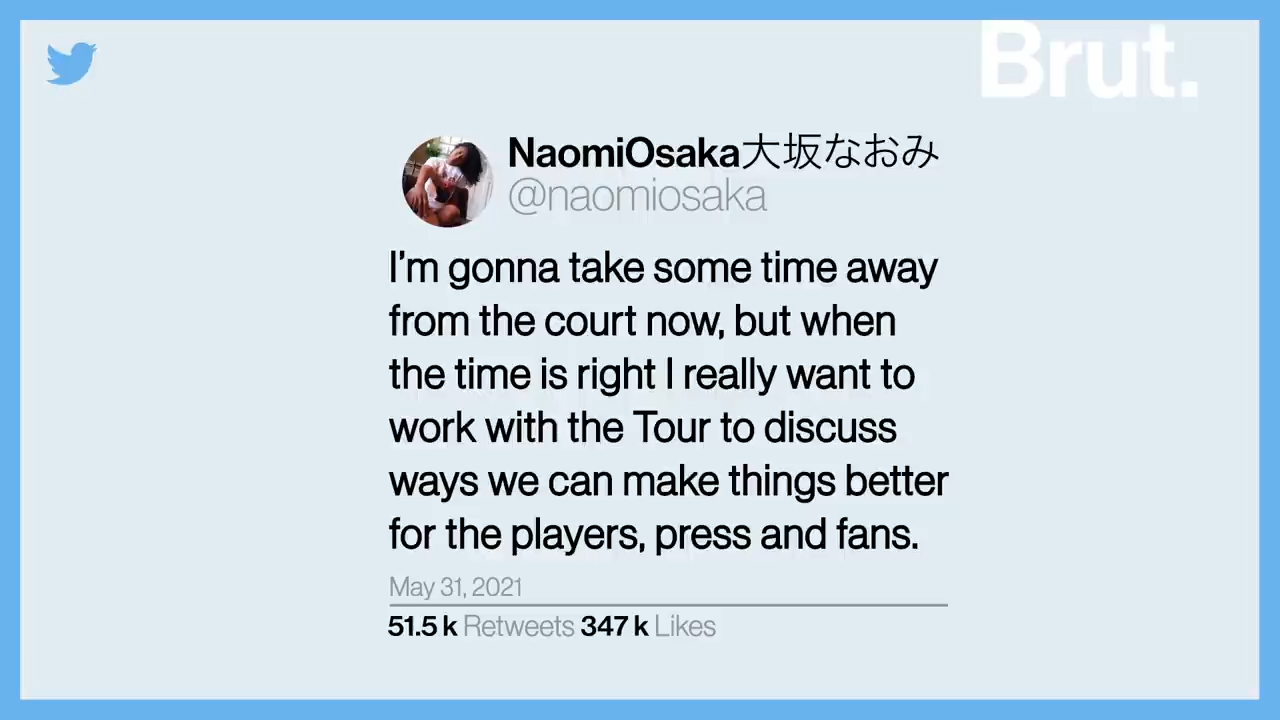 Brut.
NaomiOsaka大坂なおみ
@naomiosaka
I'm gonna take some time away
from the court now, but when
the time is right I really want to
work with the Tour to discuss
ways we can make things better
for the players, press and fans.
May 31, 2021
51.5 k Retweets 347 k Likes